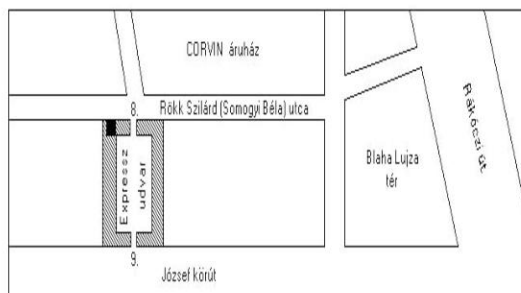 CORVIN áruház
8.
Rökk Szilárd (Somogyi Béla) utca
Rákóczi út
Blaha Lujza
tér
Expressz
udvar
9.
József körút